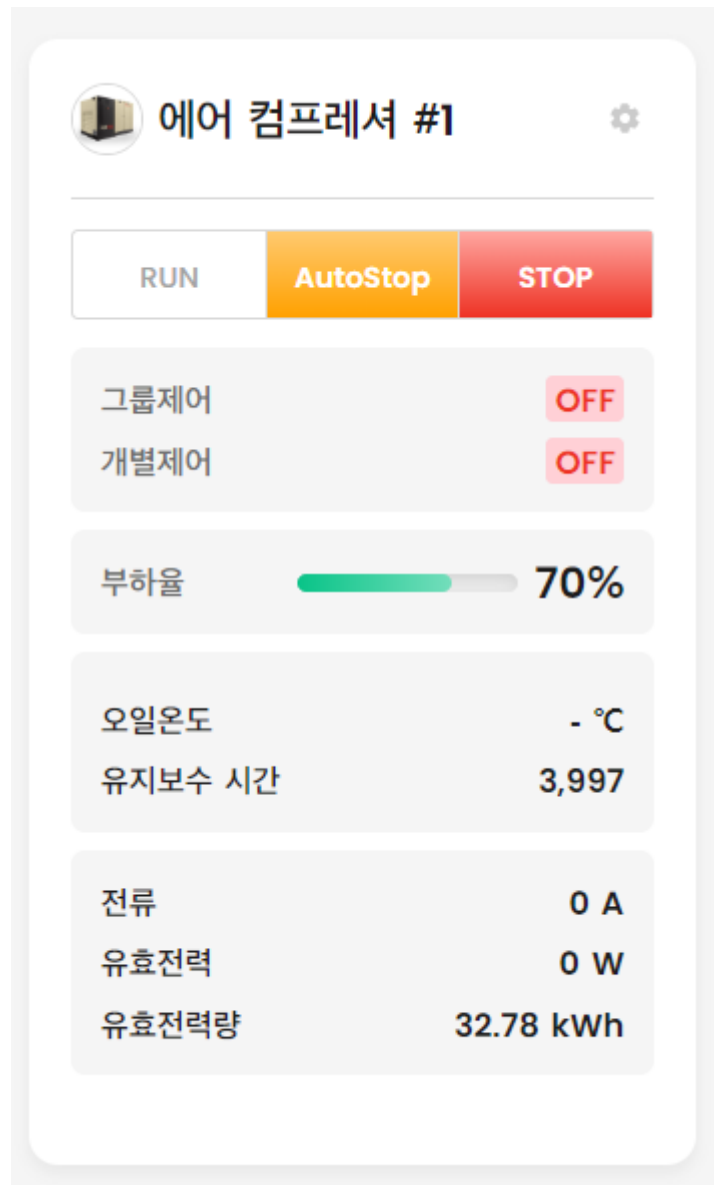 에어 컴프레셔 #1
RUN AutoStop STOP
그룹제어 OFF
개별제어 OFF
부하율 70%
오일온도 - ℃
유지보수 시간 3,997
전류 0 A
유효전력 0 W
유효전력량 32.78 kWh